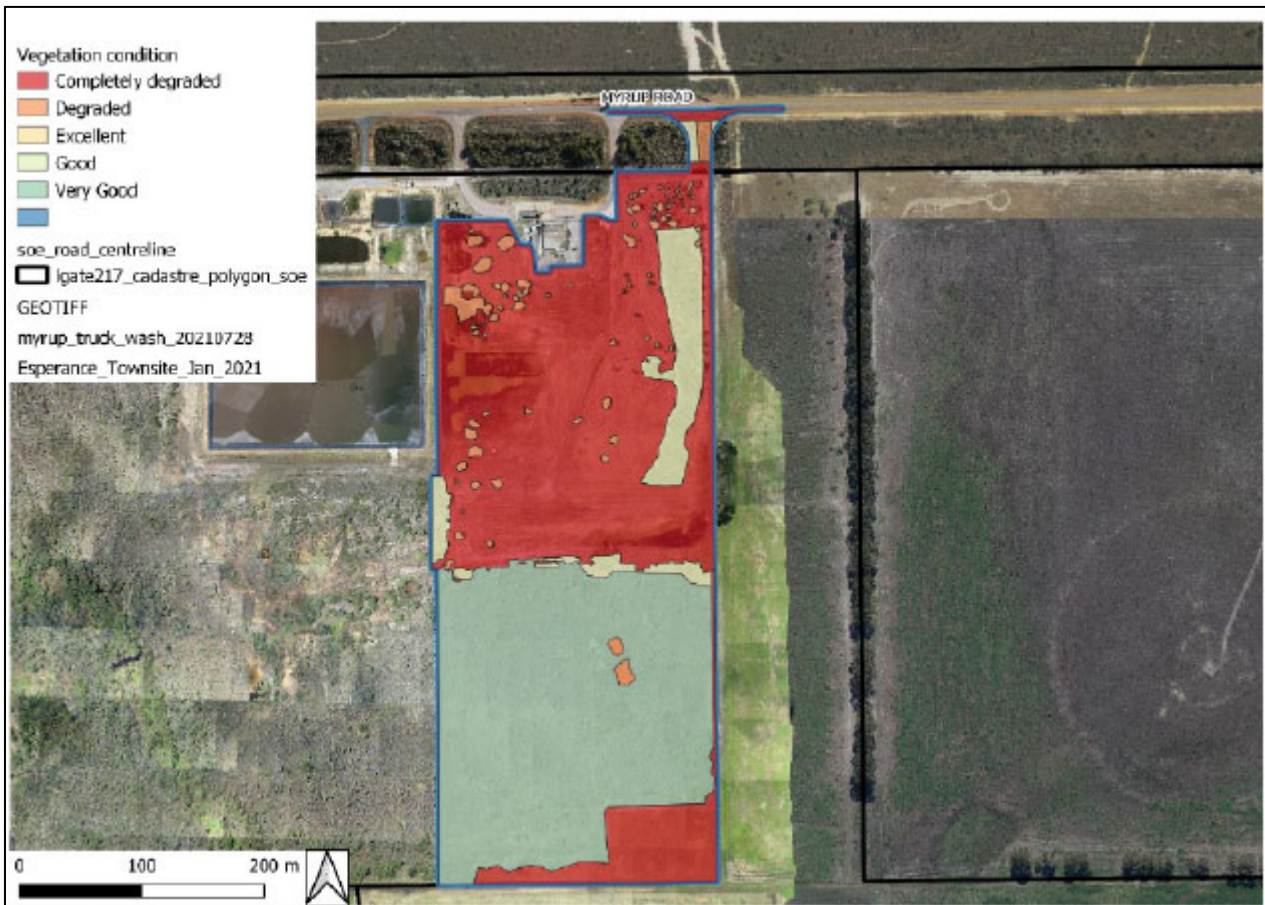 Vegetation condition
Completely degraded
Degraded
Excellent
Good
Very Good
soe_road_centreline
lgate217_cadastre_polygon_soe
GEOTIFF
myrup_truck_wash_20210728
Esperance_Townsite_Jan_2021
MYRUP ROAD
0 100 200 m